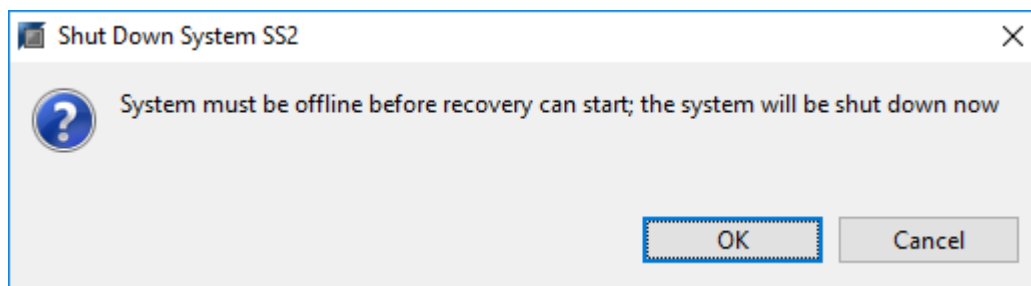 Shut Down System SS2
System must be offline before recovery can start; the system will be shut down now
OK
Cancel